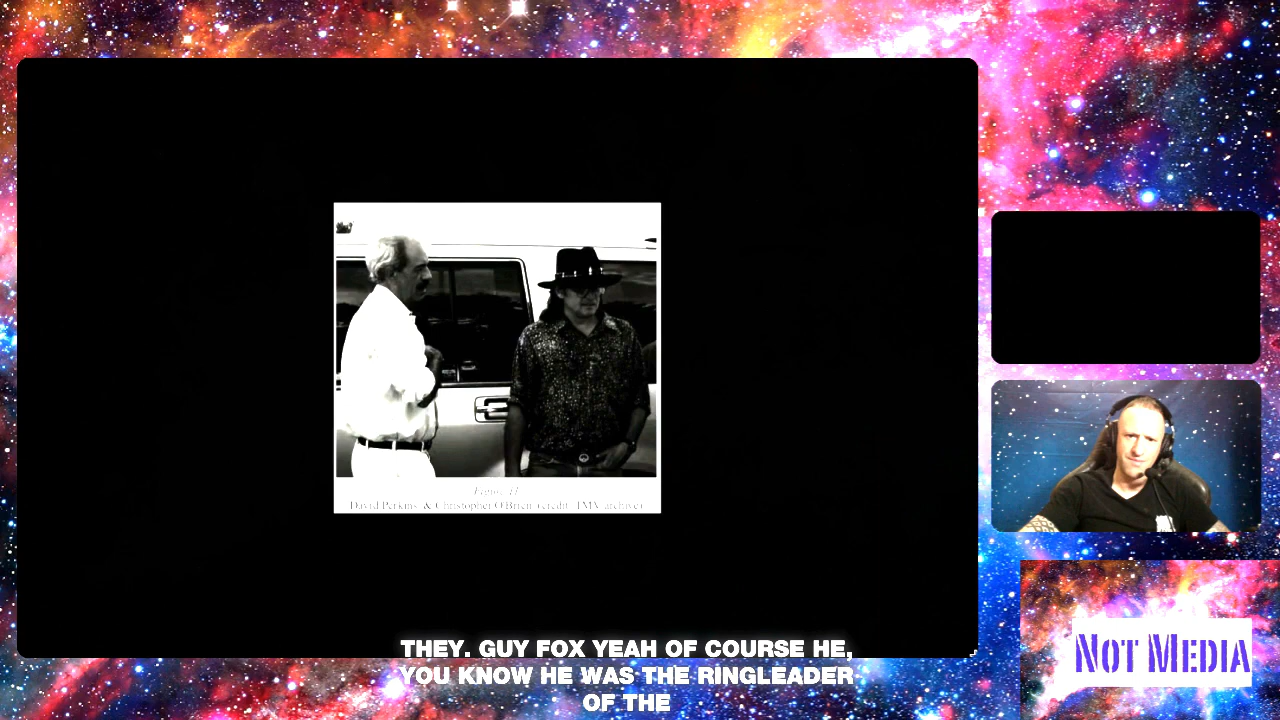 Figure 11
David Perkins & Christopher O'Brien (credit: TMV archive)
NOT MEDIA
THEY. GUY FOX YEAH OF COURSE HE,
YOU KNOW HE WAS THE RINGLEADER
OF THE